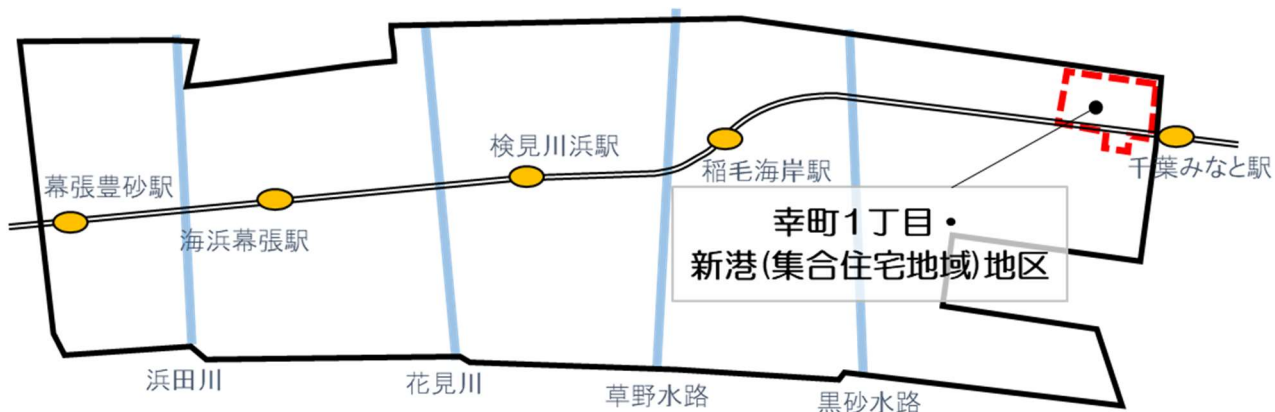 検見川浜駅
稲毛海岸駅
千葉みなと駅
幕張豊砂駅
海浜幕張駅
幸町1丁目・
新港(集合住宅地域)地区
浜田川
花見川
草野水路
黒砂水路